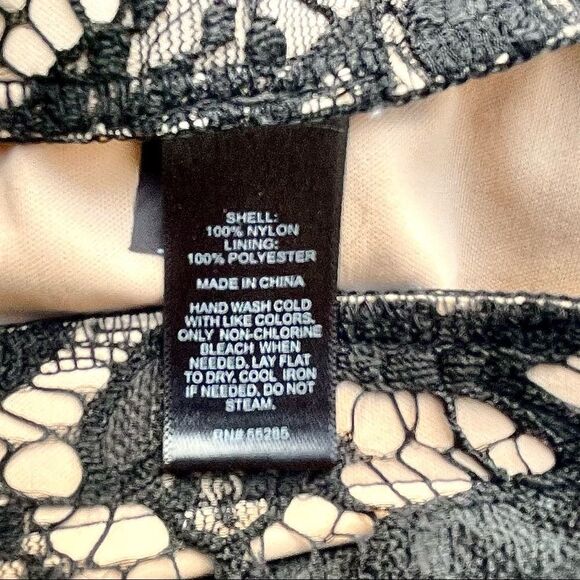 SHELL:
100% NYLON
LINING:
100% POLYESTER
MADE IN CHINA
HAND WASH COLD
WITH LIKE COLORS.
ONLY NON-CHLORINE
BLEACH WHEN
NEEDED. LAY FLAT
TO DRY. COOL IRON
IF NEEDED. DO NOT
STEAM.
RN# 55285